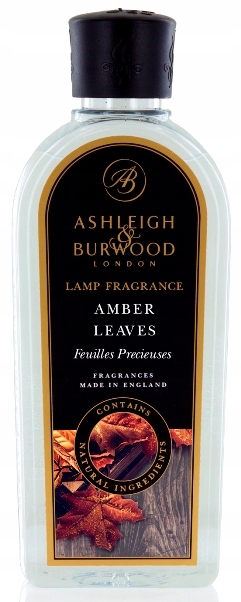 AB
ASHLEIGH
&
BURWOOD
LONDON
LAMP FRAGRANCE
AMBER
LEAVES
Feuilles Precieuses
FRAGRANCES
MADE IN ENGLAND
CONTAINS
NATURAL INGREDIENTS